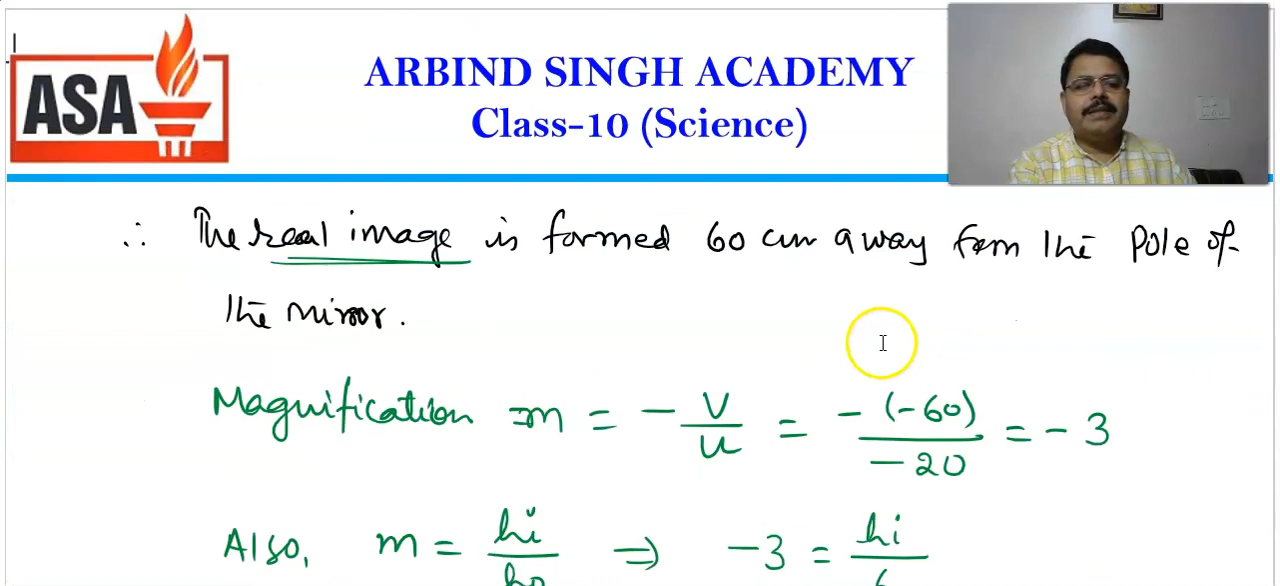 ASA
ARBIND SINGH ACADEMY
Class-10 (Science)
∴ The real image is formed 60 cm away from the Pole of
the mirror.
Magnification m = - v/u = -(-60)/-20 = -3
Also, m = hi/ho ⇒ -3 = hi/